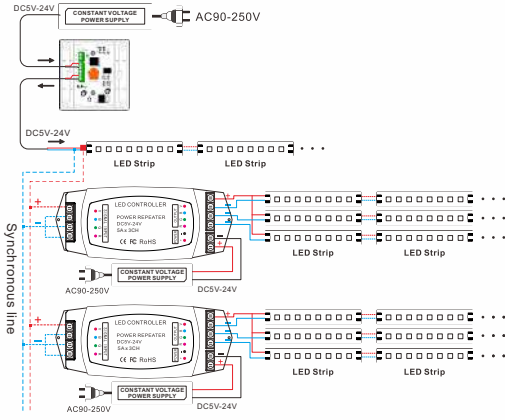 DC5V-24V
CONSTANT VOLTAGE
POWER SUPPLY
AC90-250V
DC5V-24V
LED Strip
LED Strip
Synchronous line
+
-
LED CONTROLLER
POWER REPEATER
DC5V-24V
5A x 3CH
CE FC RoHS
+
-
+
CONSTANT VOLTAGE
POWER SUPPLY
AC90-250V
DC5V-24V
LED Strip
LED Strip
+
-
LED CONTROLLER
POWER REPEATER
DC5V-24V
5A x 3CH
CE FC RoHS
+
-
+
CONSTANT VOLTAGE
POWER SUPPLY
AC90-250V
DC5V-24V
LED Strip
LED Strip